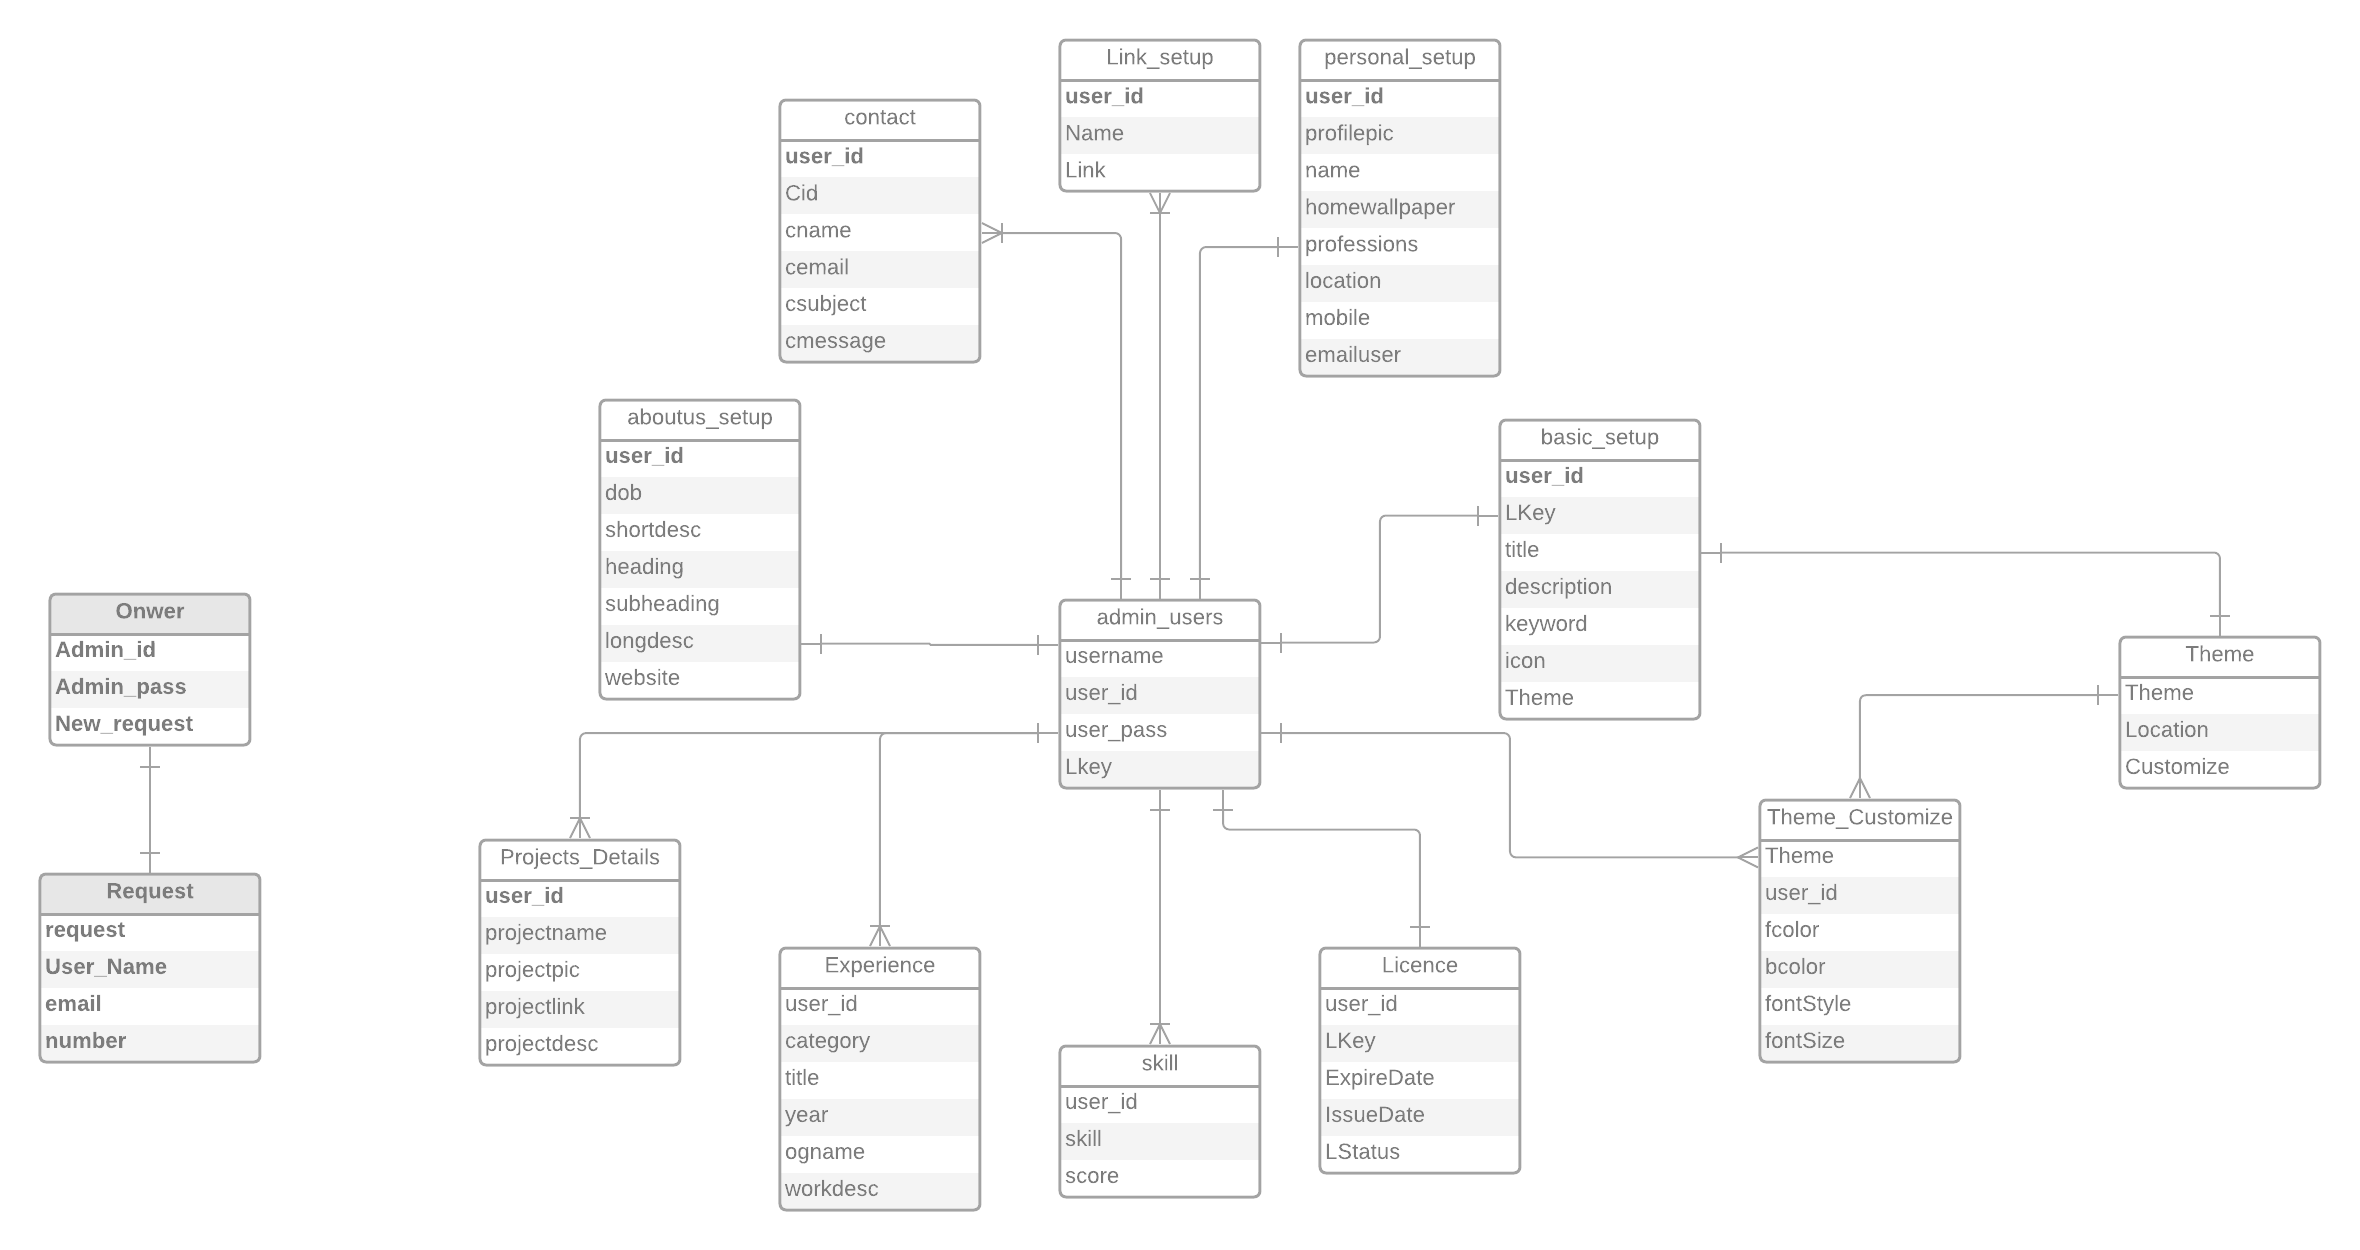 Link_setup
user_id
Name
Link
personal_setup
user_id
profilepic
name
homewallpaper
professions
location
mobile
emailuser
contact
user_id
Cid
cname
cemail
csubject
cmessage
aboutus_setup
user_id
dob
shortdesc
heading
subheading
longdesc
website
basic_setup
user_id
LKey
title
description
keyword
icon
Theme
Onwer
Admin_id
Admin_pass
New_request
admin_users
username
user_id
user_pass
Lkey
Theme
Theme
Location
Customize
Request
request
User_Name
email
number
Projects_Details
user_id
projectname
projectpic
projectlink
projectdesc
Experience
user_id
category
title
year
ogname
workdesc
skill
user_id
skill
score
Licence
user_id
LKey
ExpireDate
IssueDate
LStatus
Theme_Customize
Theme
user_id
fcolor
bcolor
fontStyle
fontSize